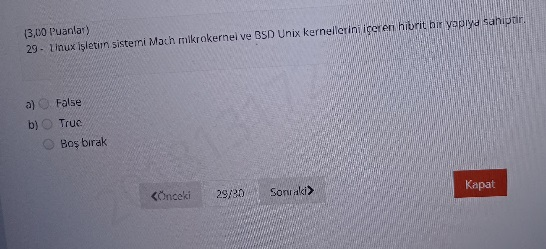 (3,00 Puanlar)
29 - Linux işletim sistemi Mach mikrokernel ve BSD Unix kernellerini içeren hibrit bir yapıya sahiptir.
a) False
b) True
Boş bırak
❮Önceki 29/30 Sonraki❯ Kapat